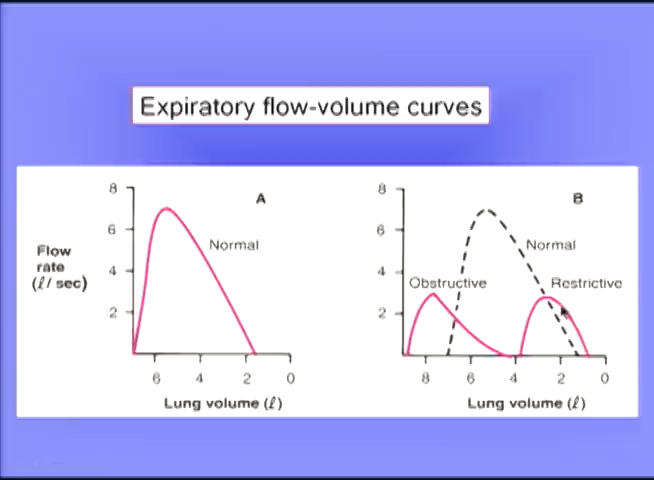 Expiratory flow-volume curves
A
8
6
4
2
Flow
rate
(ℓ/sec)
Normal
6 4 2 0
Lung volume (ℓ)
B
8
6
4
2
Normal
Obstructive
Restrictive
8 6 4 2 0
Lung volume (ℓ)